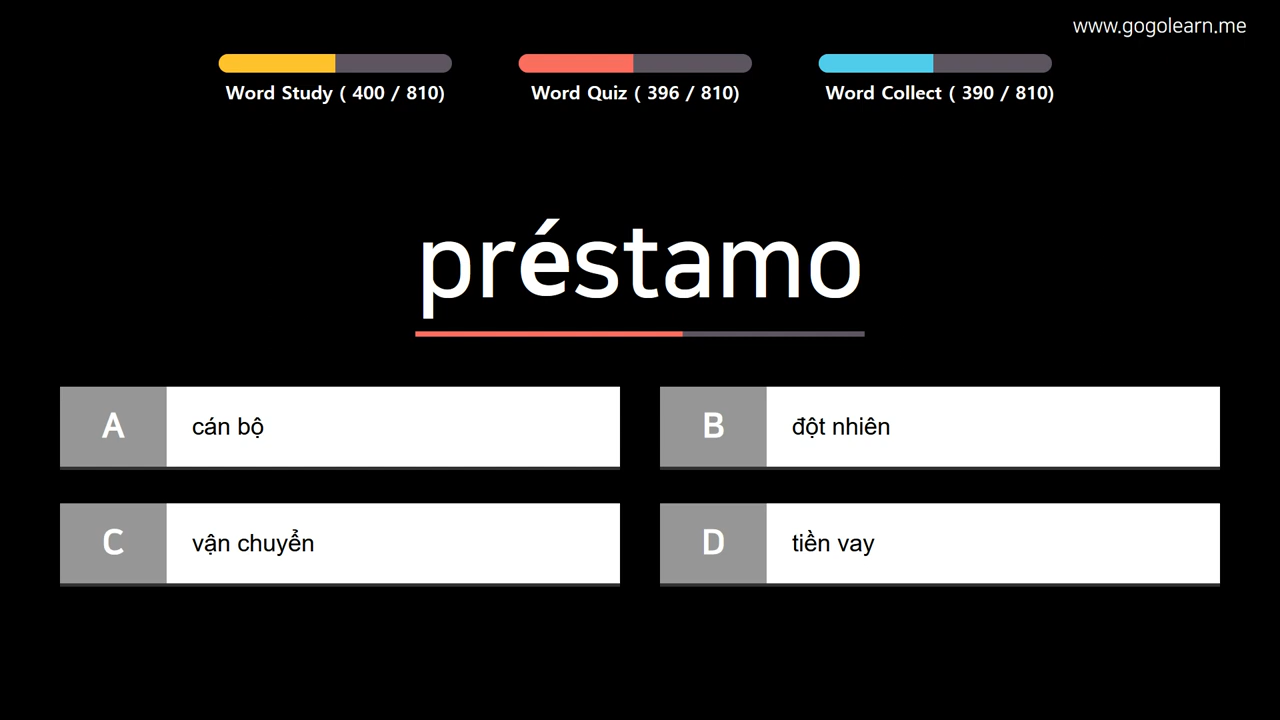 www.gogolearn.me
Word Study ( 400 / 810)
Word Quiz ( 396 / 810)
Word Collect ( 390 / 810)
préstamo
A cán bộ
B đột nhiên
C vận chuyển
D tiền vay